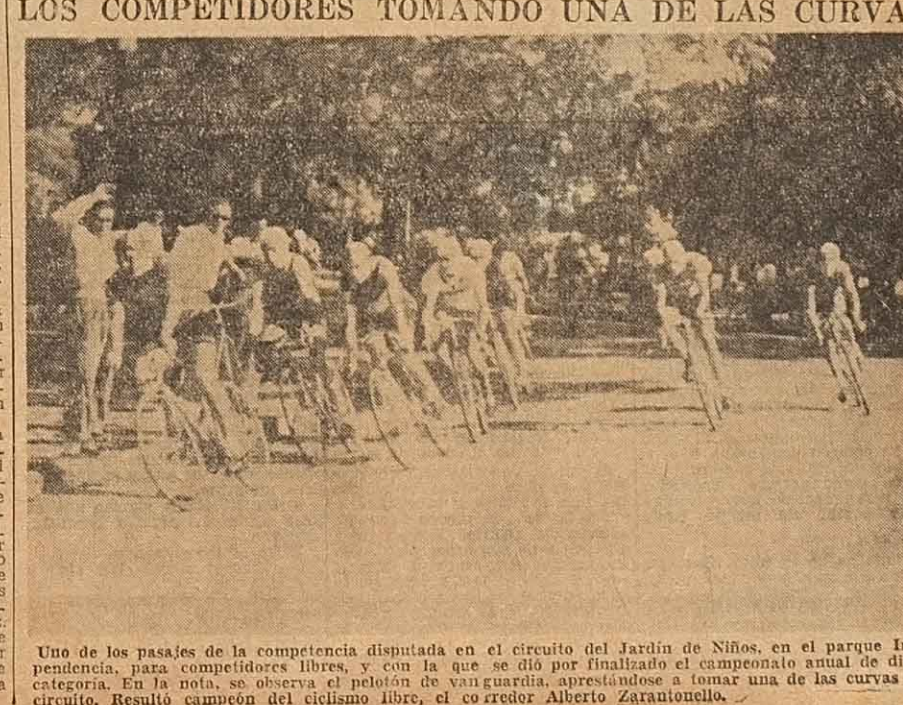 LOS COMPETIDORES TOMANDO UNA DE LAS CURVA
Uno de los pasajes de la competencia disputada en el circuito del Jardín de Niños, en el parque In
pendencia, para competidores libres, y con la que se dió por finalizado el campeonato anual de di
categoría. En la nota, se observa el pelotón de vanguardia, aprestándose a tomar una de las curvas
circuito. Resultó campeón del ciclismo libre, el corredor Alberto Zarantonello.